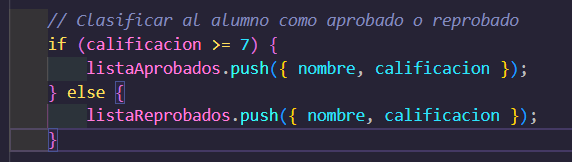 // Clasificar al alumno como aprobado o reprobado
if (calificacion >= 7) {
listaAprobados.push({ nombre, calificacion });
} else {
listaReprobados.push({ nombre, calificacion });
}